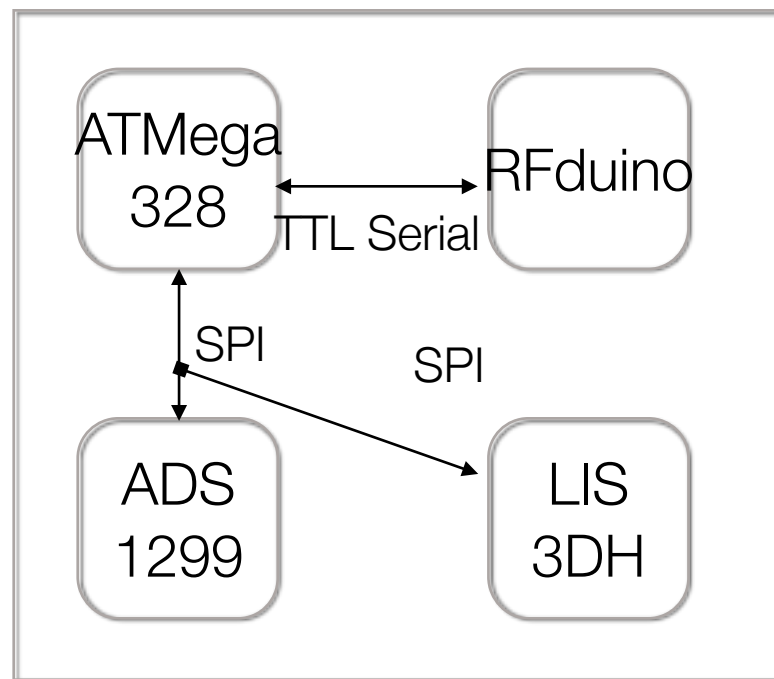 ATMega
328
RFduino
TTL Serial
SPI
SPI
ADS
1299
LIS
3DH